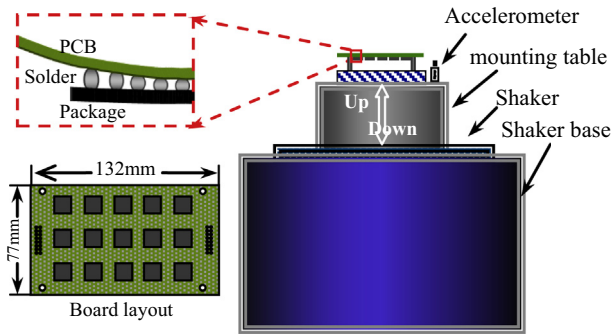 PCB
Solder
Package
Accelerometer
mounting table
Shaker
Shaker base
Up
Down
132mm
77mm
Board layout